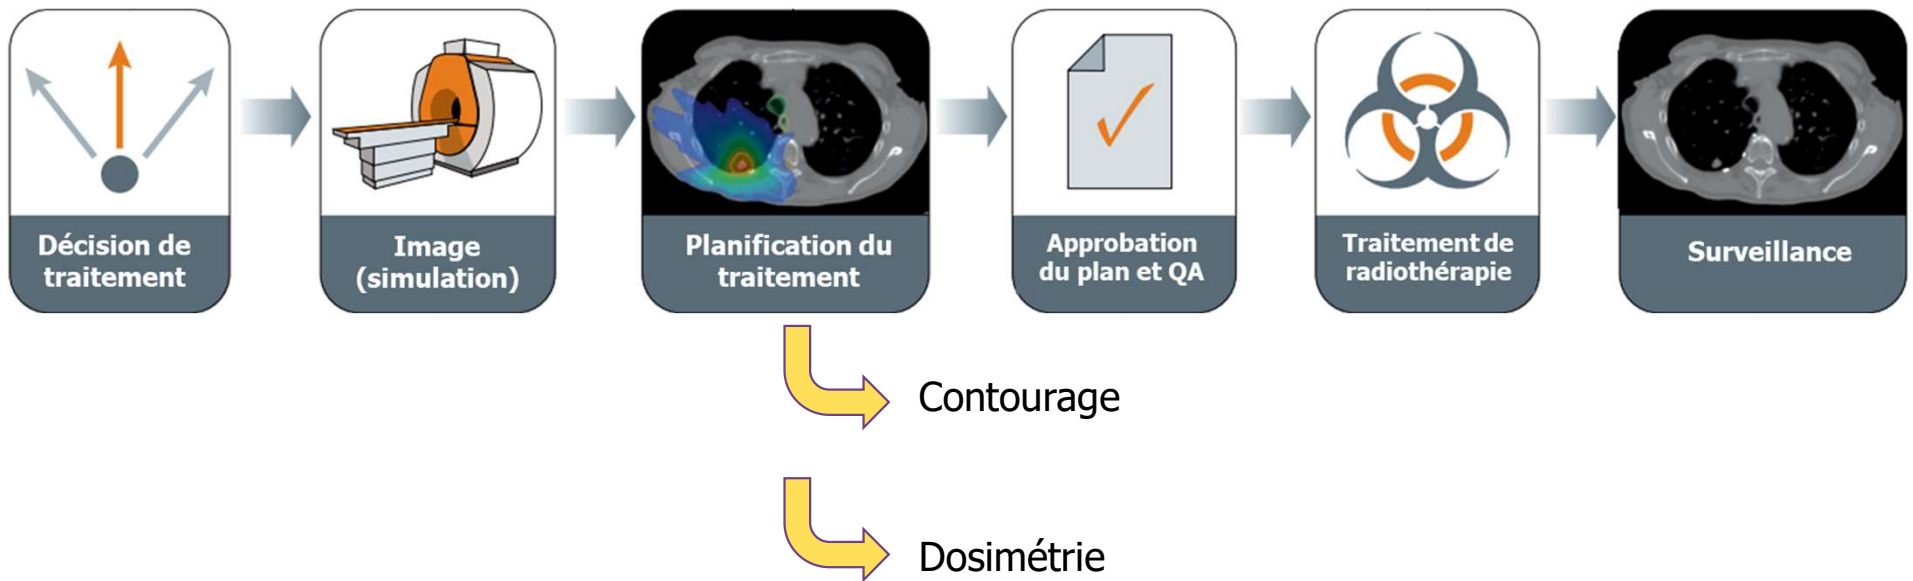 Décision de
traitement
Image
(simulation)
Planification du
traitement
Approbation
du plan et QA
Traitement de
radiothérapie
Surveillance
Contourage
Dosimétrie